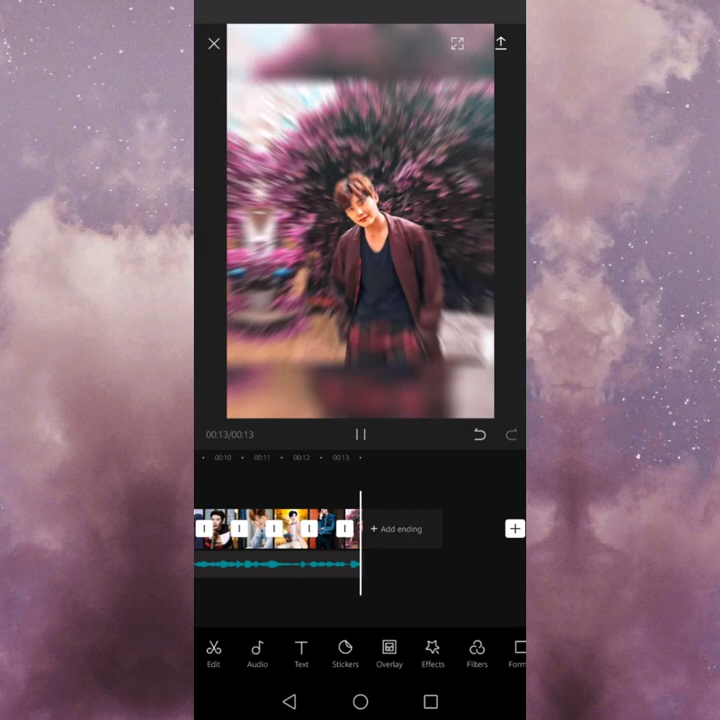 00:13/00:13
00:10 00:11 00:12 00:13
+ Add ending
Edit Audio Text Stickers Overlay Effects Filters Form